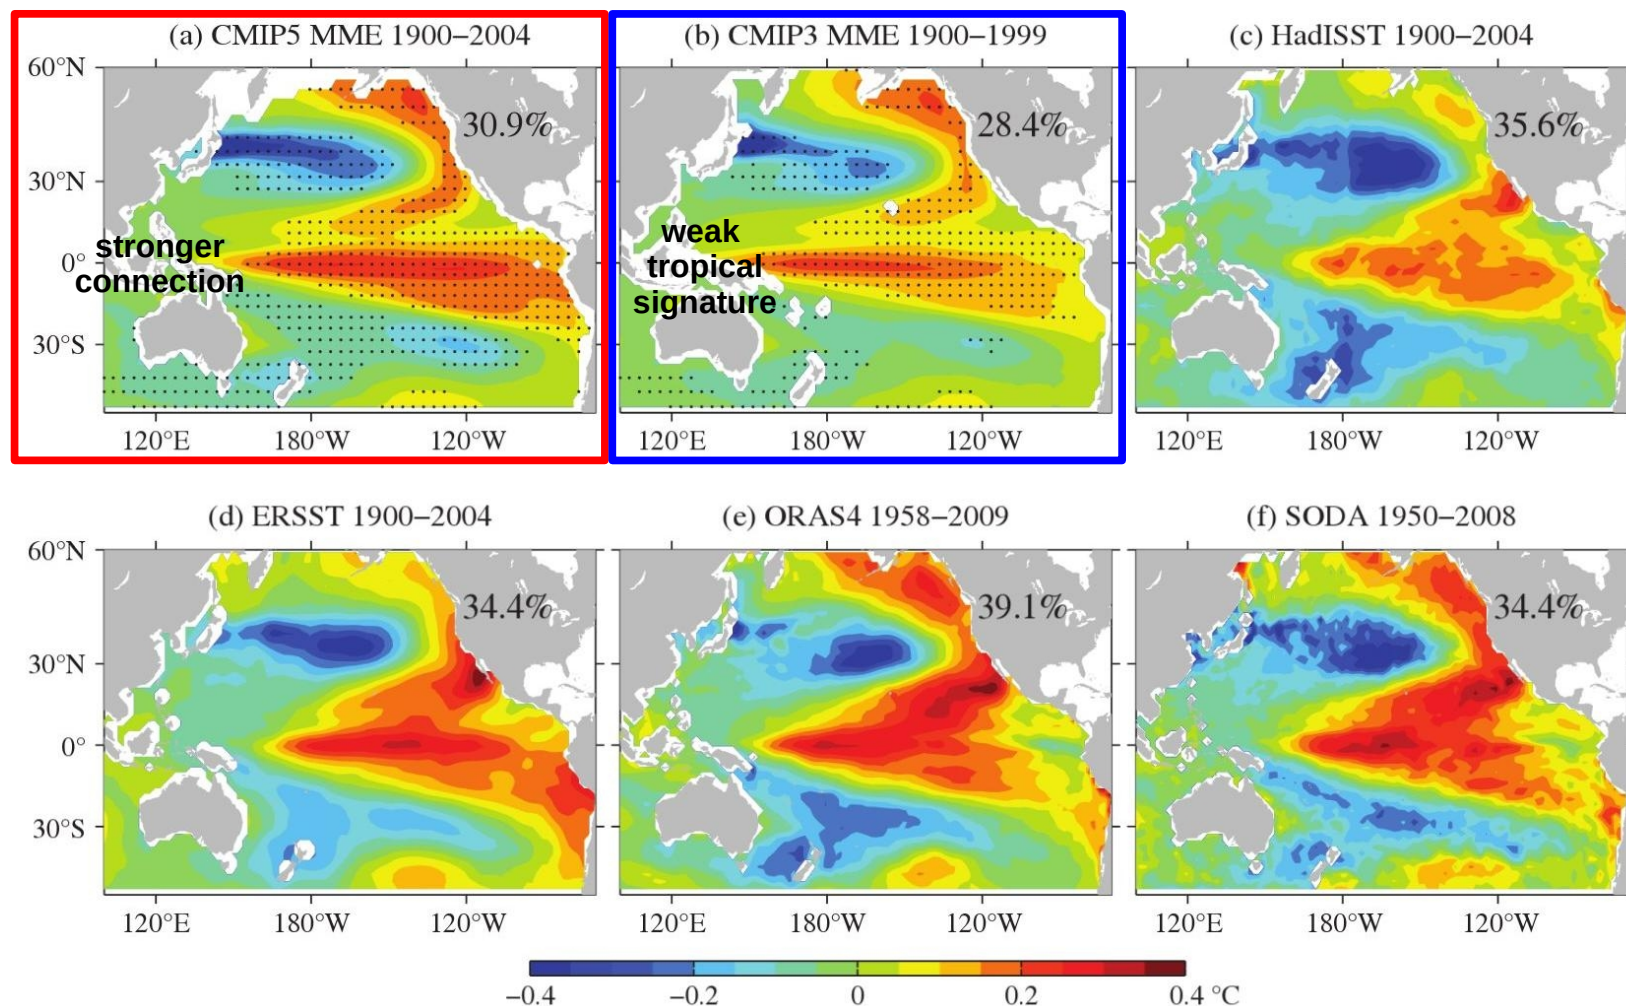 (a) CMIP5 MME 1900–2004
(b) CMIP3 MME 1900–1999
(c) HadISST 1900–2004
60°N
30°N
0°
30°S
30.9%
28.4%
35.6%
stronger
connection
weak
tropical
signature
120°E 180°W 120°W
120°E 180°W 120°W
120°E 180°W 120°W
(d) ERSST 1900–2004
(e) ORAS4 1958–2009
(f) SODA 1950–2008
60°N
30°N
0°
30°S
34.4%
39.1%
34.4%
120°E 180°W 120°W
120°E 180°W 120°W
120°E 180°W 120°W
−0.4 −0.2 0 0.2 0.4 °C